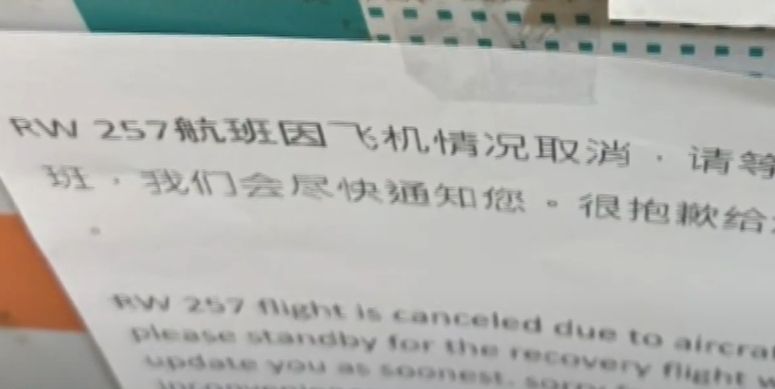 RW 257航班因飞机情况取消，请等
班，我们会尽快通知您。很抱歉给
。
RW 257 flight is canceled due to
please standby for the recovery flight
update you as soonest. sorry